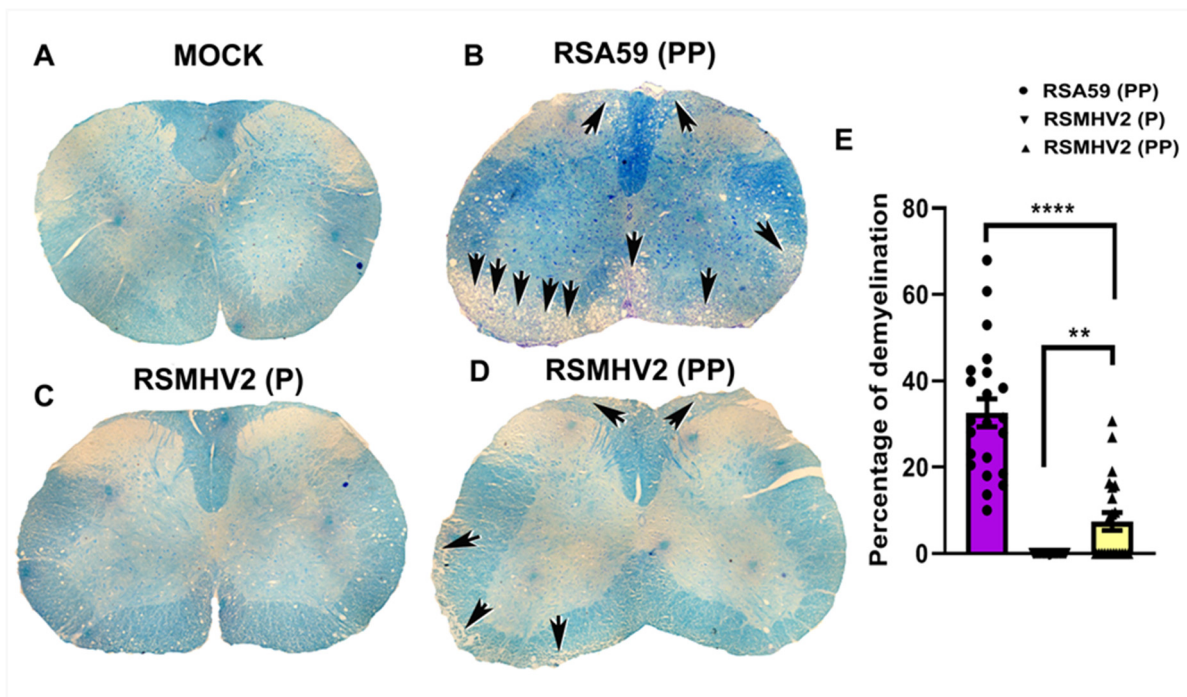 A
MOCK
B
RSA59 (PP)
C
RSMHV2 (P)
D
RSMHV2 (PP)
E
RSA59 (PP)
RSMHV2 (P)
RSMHV2 (PP)
Percentage of demyelination
80
60
40
20
0
****
**